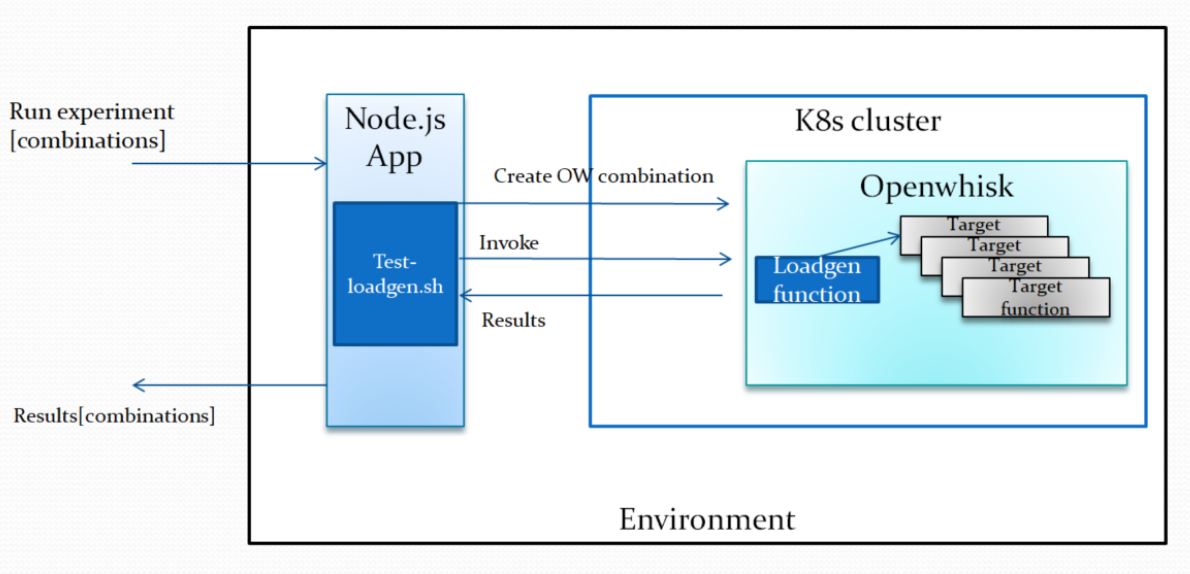 Run experiment
[combinations]
Node.js
App
K8s cluster
Create OW combination
Openwhisk
Target
Target
Target
Target
function
Invoke
Test-
loadgen.sh
Loadgen
function
Results
Results[combinations]
Environment